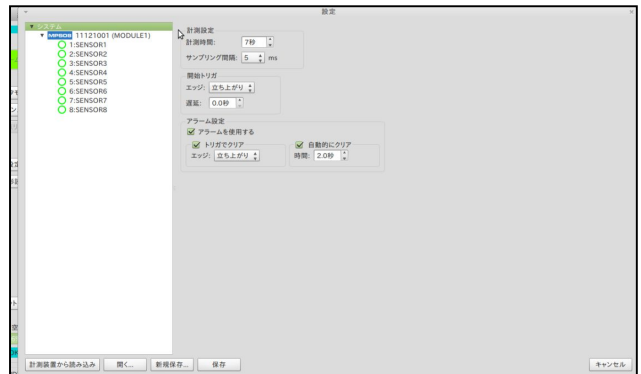 設定
システム
MP508 11121001 (MODULE1)
1:SENSOR1
2:SENSOR2
3:SENSOR3
4:SENSOR4
5:SENSOR5
6:SENSOR6
7:SENSOR7
8:SENSOR8
計測設定
計測時間: 7秒
サンプリング間隔: 5 ms
開始トリガ
エッジ: 立ち上がり
遅延: 0.0秒
アラーム設定
アラームを使用する
トリガでクリア
エッジ: 立ち上がり
自動的にクリア
時間: 2.0秒
計測装置から読み込み 開く... 新規保存... 保存 キャンセル